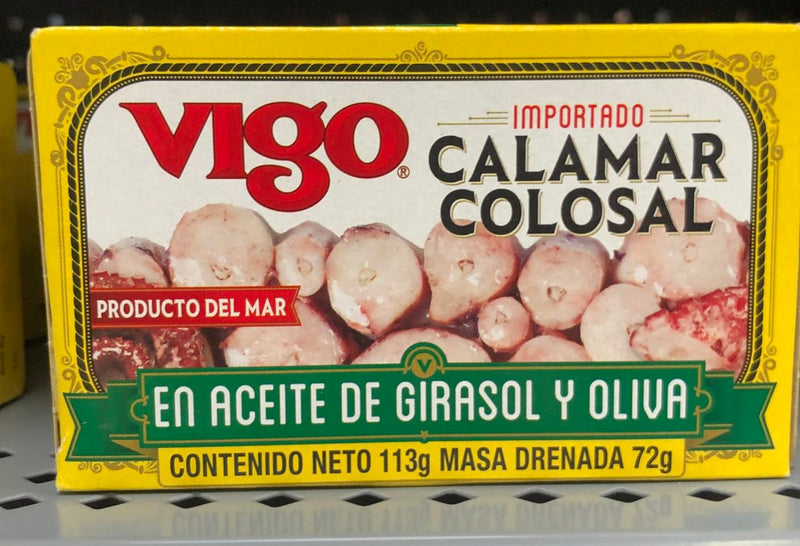 VIGO®
IMPORTADO
CALAMAR
COLOSAL
PRODUCTO DEL MAR
V
EN ACEITE DE GIRASOL Y OLIVA
CONTENIDO NETO 113g MASA DRENADA 72g